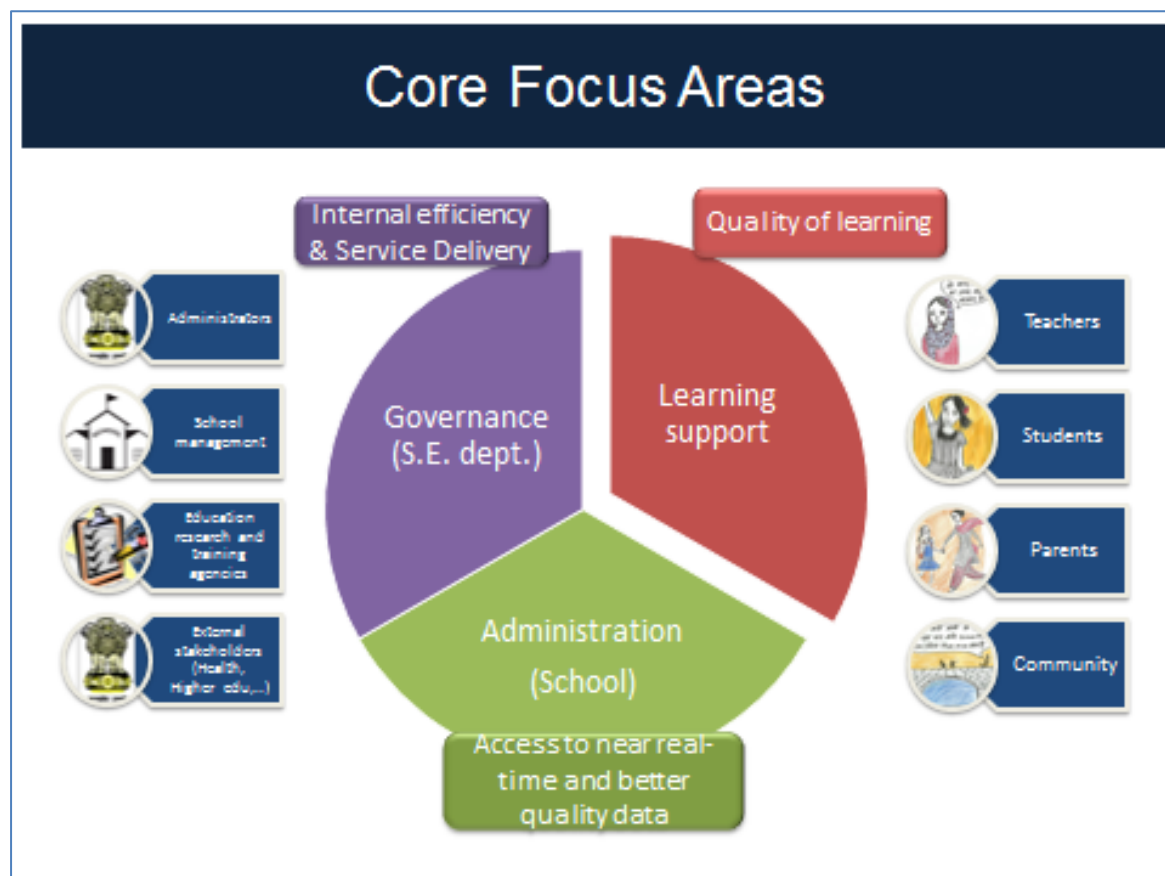 Core Focus Areas
Internal efficiency
& Service Delivery
Quality of learning
Administrators
School
management
Education
research and
training
agencies
External
stakeholders
(Health,
Higher edu,...)
Governance
(S.E. dept.)
Learning
support
Administration
(School)
Access to near real-
time and better
quality data
Teachers
Students
Parents
Community